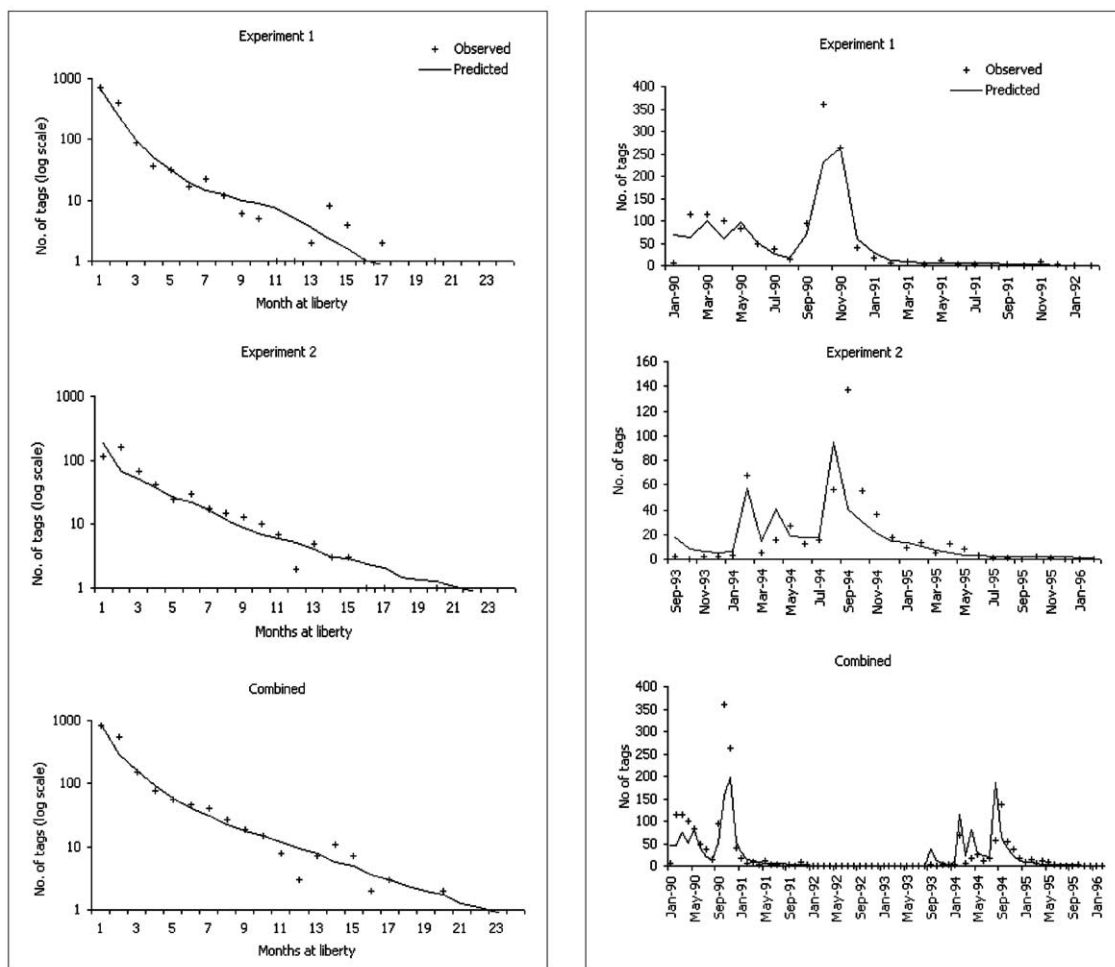 Experiment 1
+ Observed
Predicted
No. of tags (log scale)
1000
100
10
1
1 3 5 7 9 11 13 15 17 19 21 23
Month at liberty
Experiment 2
No. of tags (log scale)
1000
100
10
1
1 3 5 7 9 11 13 15 17 19 21 23
Months at liberty
Combined
No. of tags (log scale)
1000
100
10
1
1 3 5 7 9 11 13 15 17 19 21 23
Months at liberty
Experiment 1
+ Observed
Predicted
No. of tags
400
350
300
250
200
150
100
50
0
Jan-90 Mar-90 May-90 Jul-90 Sep-90 Nov-90 Jan-91 Mar-91 May-91 Jul-91 Sep-91 Nov-91 Jan-92
Experiment 2
No. of tags
160
140
120
100
80
60
40
20
0
Sep-93 Nov-93 Jan-94 Mar-94 May-94 Jul-94 Sep-94 Nov-94 Jan-95 Mar-95 May-95 Jul-95 Sep-95 Nov-95 Jan-96
Combined
No of tags
400
350
300
250
200
150
100
50
0
Jan-90 May-90 Sep-90 Jan-91 May-91 Sep-91 Jan-92 May-92 Sep-92 Jan-93 May-93 Sep-93 Jan-94 May-94 Sep-94 Jan-95 May-95 Sep-95 Jan-96